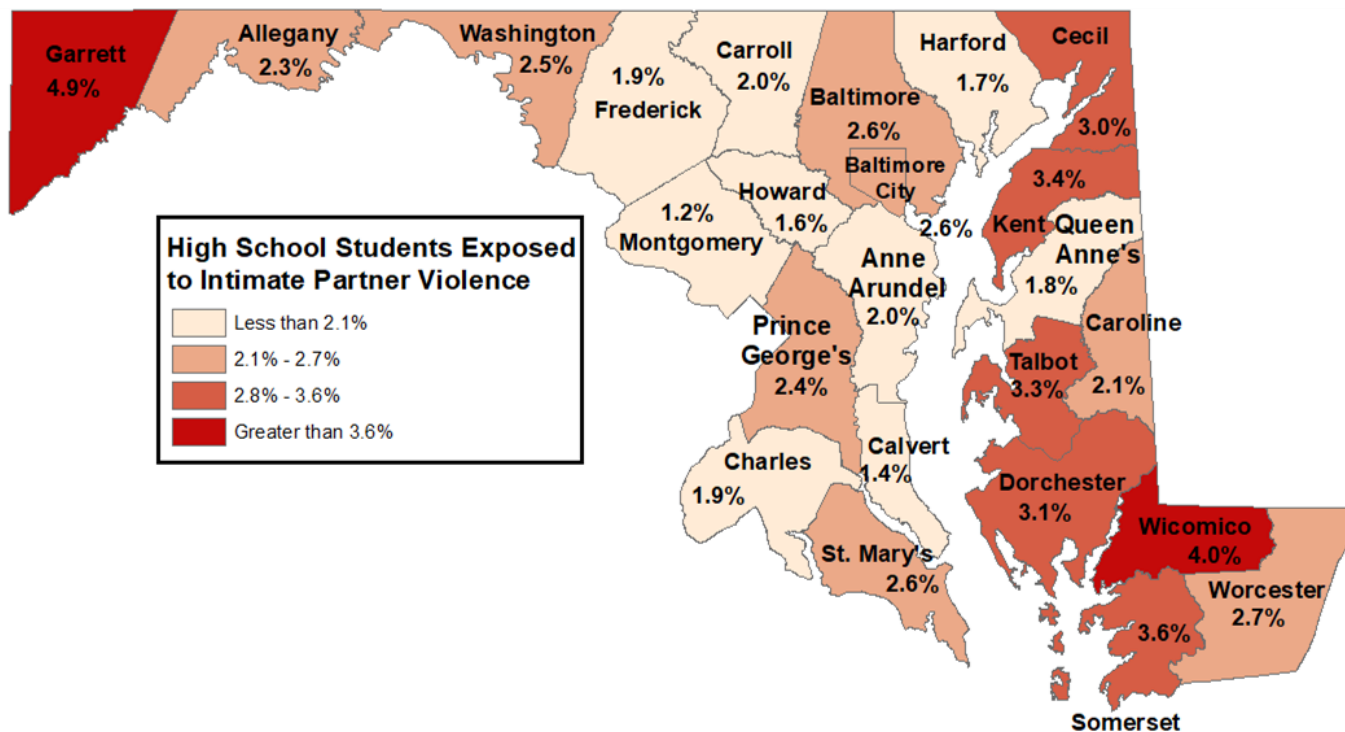 Garrett
4.9%
Allegany
2.3%
Washington
2.5%
1.9%
Frederick
Carroll
2.0%
Baltimore
2.6%
Baltimore
City
2.6%
Harford
1.7%
Cecil
3.0%
3.4%
Kent
Queen
Anne's
1.8%
Howard
1.6%
1.2%
Montgomery
Anne
Arundel
2.0%
Prince
George's
2.4%
Talbot
3.3%
Caroline
2.1%
Charles
1.9%
Calvert
1.4%
St. Mary's
2.6%
Dorchester
3.1%
Wicomico
4.0%
Worcester
2.7%
3.6%
Somerset
High School Students Exposed
to Intimate Partner Violence
Less than 2.1%
2.1% - 2.7%
2.8% - 3.6%
Greater than 3.6%